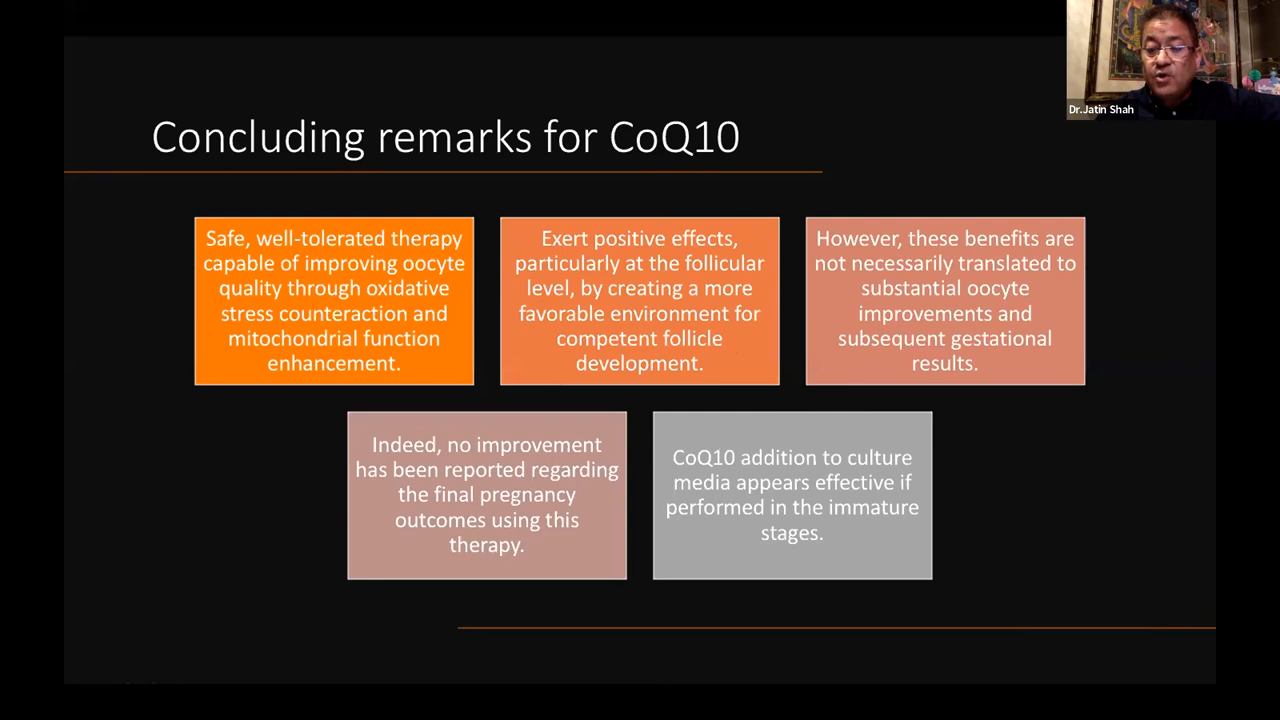 Dr.Jatin Shah
Concluding remarks for CoQ10
Safe, well-tolerated therapy
capable of improving oocyte
quality through oxidative
stress counteraction and
mitochondrial function
enhancement.
Exert positive effects,
particularly at the follicular
level, by creating a more
favorable environment for
competent follicle
development.
However, these benefits are
not necessarily translated to
substantial oocyte
improvements and
subsequent gestational
results.
Indeed, no improvement
has been reported regarding
the final pregnancy
outcomes using this
therapy.
CoQ10 addition to culture
media appears effective if
performed in the immature
stages.